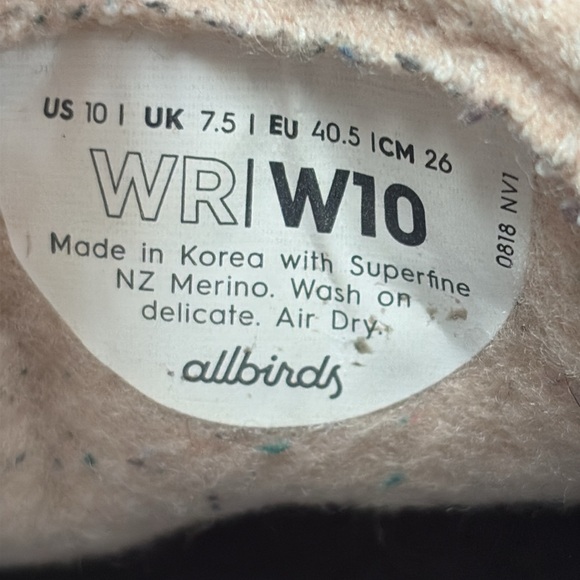 US 10 | UK 7.5 | EU 40.5 | CM 26
WR|W10
0818 NV1
Made in Korea with Superfine
NZ Merino. Wash on
delicate. Air Dry.
allbirds